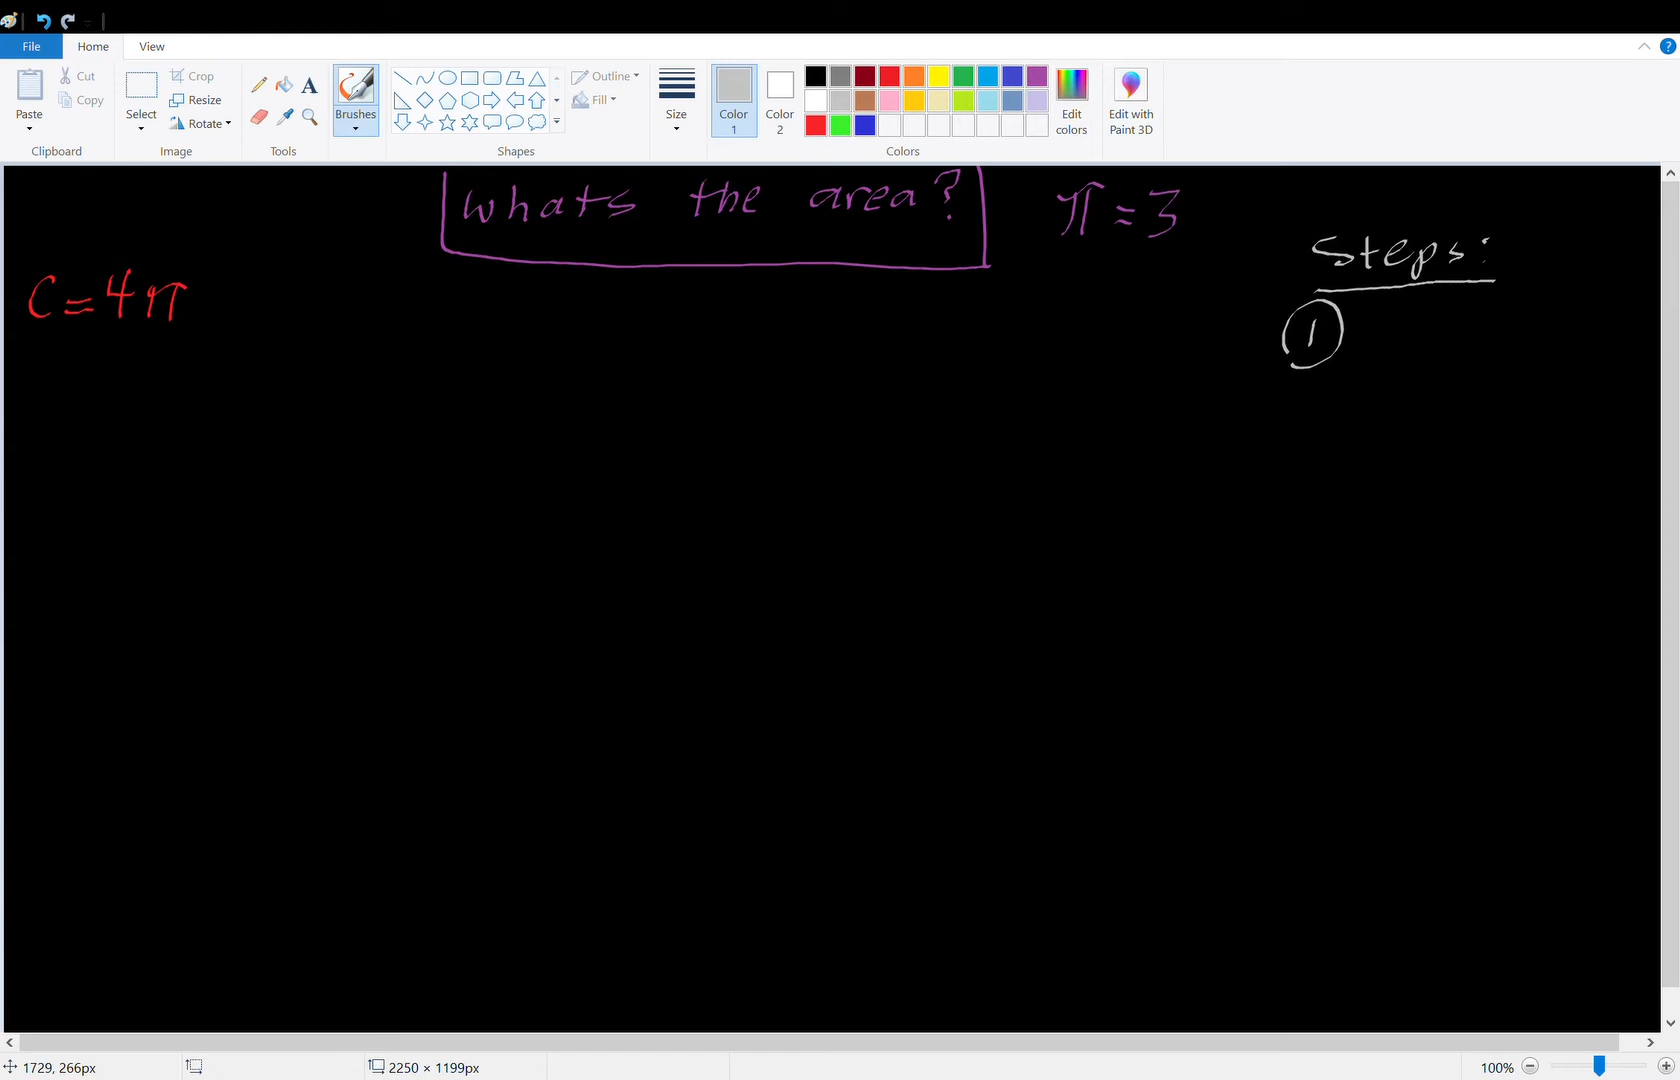 File Home View
Paste
Cut
Copy
Clipboard
Select
Crop
Resize
Rotate
Image
Tools
Brushes
Shapes
Outline
Fill
Size
Color 1
Color 2
Colors
Edit colors
Edit with Paint 3D
?
whats the area? π = 3
Steps:
1
C = 4π
1729, 266px
2250 × 1199px
100%